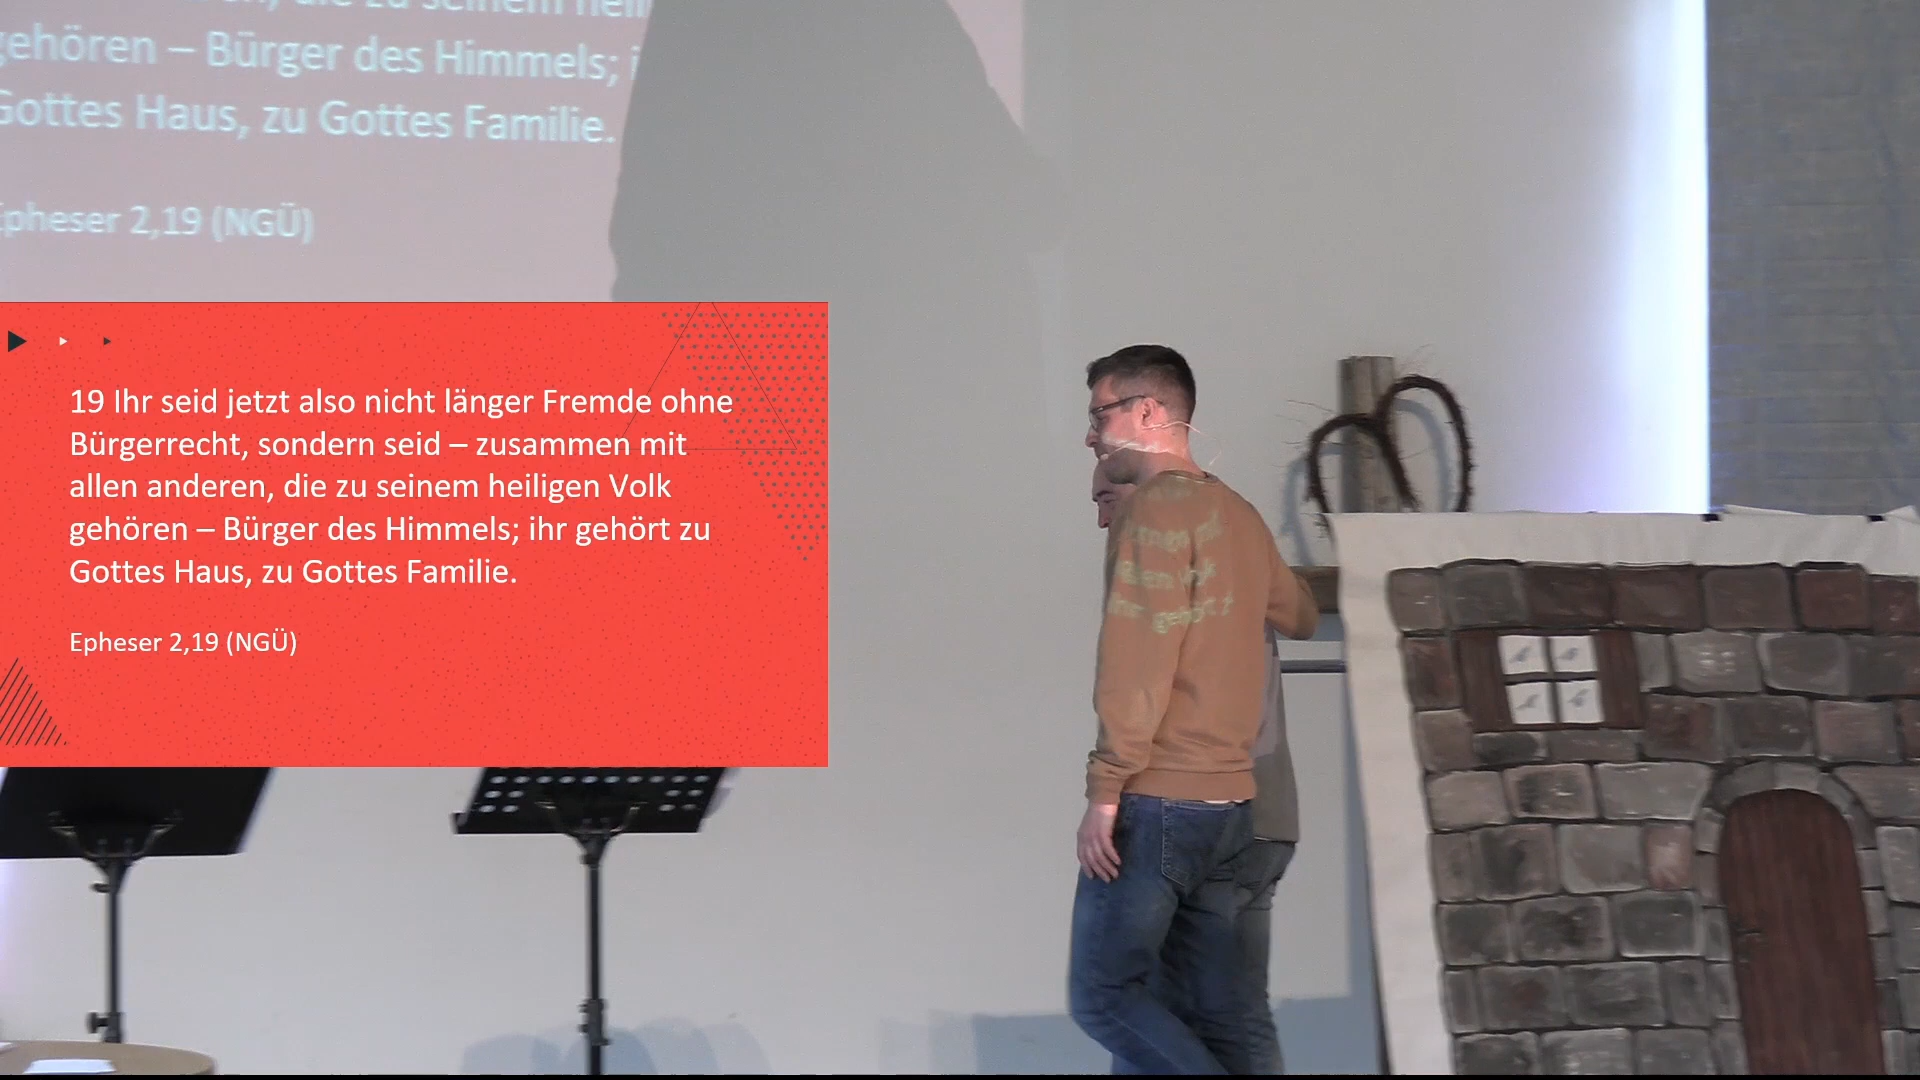 gehören – Bürger des Himmels;
Gottes Haus, zu Gottes Familie.
Epheser 2,19 (NGÜ)
19 Ihr seid jetzt also nicht länger Fremde ohne
Bürgerrecht, sondern seid – zusammen mit
allen anderen, die zu seinem heiligen Volk
gehören – Bürger des Himmels; ihr gehört zu
Gottes Haus, zu Gottes Familie.
Epheser 2,19 (NGÜ)